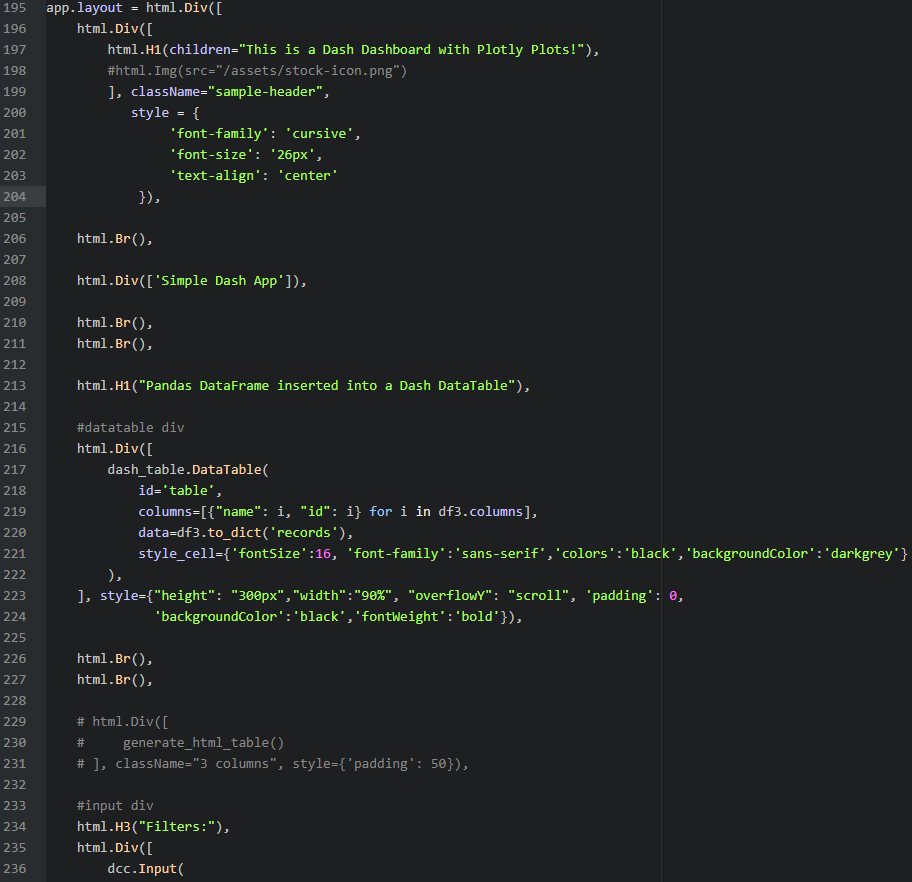 195 app.layout = html.Div([
196     html.Div([
197         html.H1(children="This is a Dash Dashboard with Plotly Plots!"),
198         #html.Img(src="/assets/stock-icon.png")
199         ], className="sample-header",
200            style = {
201                 'font-family': 'cursive',
202                 'font-size': '26px',
203                 'text-align': 'center'
204             }),
205
206     html.Br(),
207
208     html.Div(['Simple Dash App']),
209
210     html.Br(),
211     html.Br(),
212
213     html.H1("Pandas DataFrame inserted into a Dash DataTable"),
214
215     #datatable div
216     html.Div([
217         dash_table.DataTable(
218             id='table',
219             columns=[{"name": i, "id": i} for i in df3.columns],
220             data=df3.to_dict('records'),
221             style_cell={'fontSize':16, 'font-family':'sans-serif','colors':'black','backgroundColor':'darkgrey'}
222         ),
223     ], style={"height": "300px","width":"90%", "overflowY": "scroll", 'padding': 0,
224               'backgroundColor':'black','fontWeight':'bold'}),
225
226     html.Br(),
227     html.Br(),
228
229     # html.Div([
230     #     generate_html_table()
231     # ], className="3 columns", style={'padding': 50}),
232
233     #input div
234     html.H3("Filters:"),
235     html.Div([
236         dcc.Input(